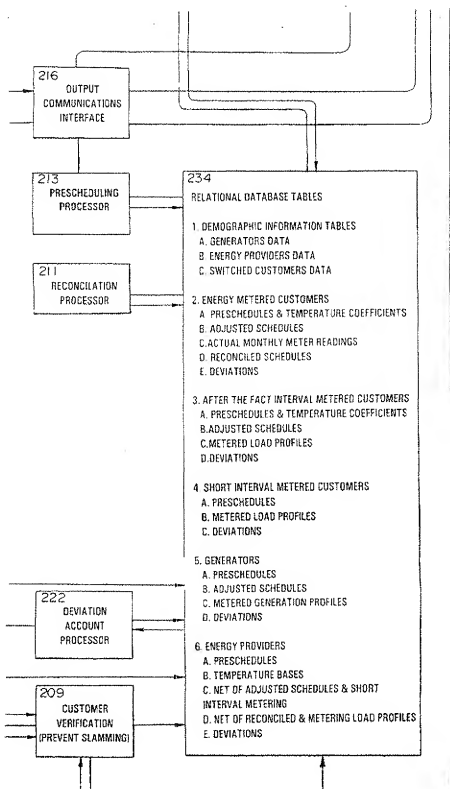 216
OUTPUT
COMMUNICATIONS
INTERFACE
213
PRESCHEDULING
PROCESSOR
211
RECONCILATION
PROCESSOR
234
RELATIONAL DATABASE TABLES
1. DEMOGRAPHIC INFORMATION TABLES
A. GENERATORS DATA
B. ENERGY PROVIDERS DATA
C. SWITCHED CUSTOMERS DATA
2. ENERGY METERED CUSTOMERS
A. PRESCHEDULES & TEMPERATURE COEFFICIENTS
B. ADJUSTED SCHEDULES
C.ACTUAL MONTHLY METER READINGS
D. RECONCILED SCHEDULES
E. DEVIATIONS
3. AFTER THE FACT INTERVAL METERED CUSTOMERS
A. PRESCHEDULES & TEMPERATURE COEFFICIENTS
B.ADJUSTED SCHEDULES
C.METERED LOAD PROFILES
D.DEVIATIONS
4 SHORT INTERVAL METERED CUSTOMERS
A. PRESCHEDULES
B. METERED LOAD PROFILES
C. DEVIATIONS
5. GENERATORS
A. PRESCHEDULES
B. ADJUSTED SCHEDULES
C. METERED GENERATION PROFILES
D. DEVIATIONS
6. ENERGY PROVIDERS
A. PRESCHEDULES
B. TEMPERATURE BASES
C. NET OF ADJUSTED SCHEDULES & SHORT
INTERVAL METERING
D. NET OF RECONCILED & METERING LOAD PROFILES
E. DEVIATIONS
222
DEVIATION
ACCOUNT
PROCESSOR
209
CUSTOMER
VERIFICATION
(PREVENT SLAMMING)